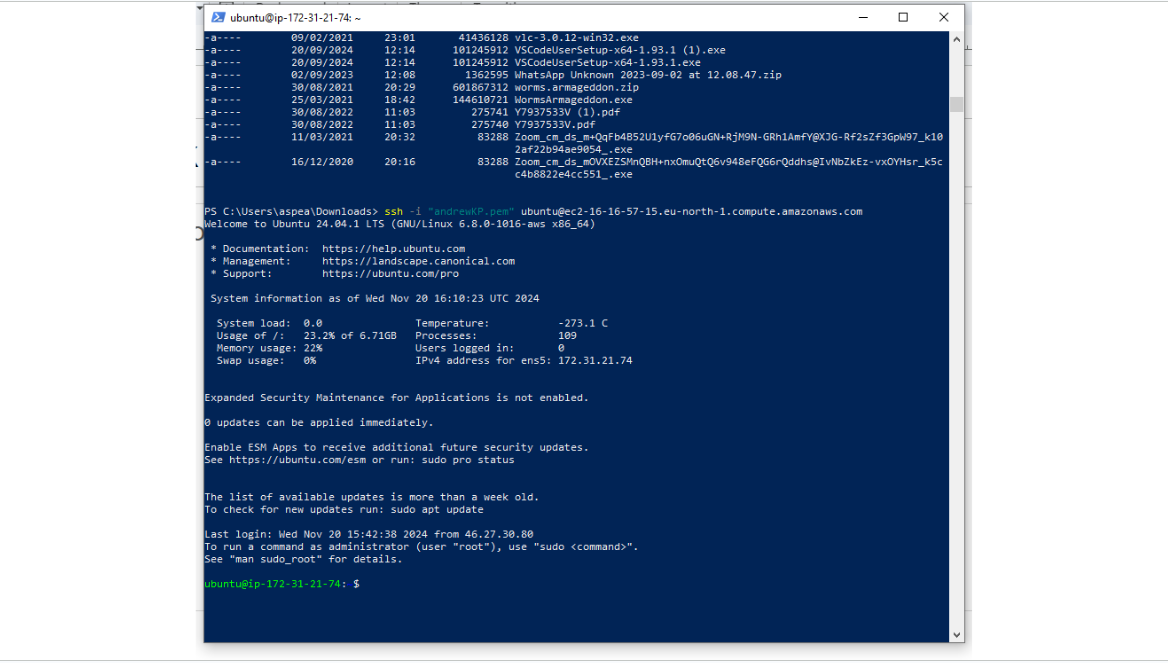 ubuntu@ip-172-31-21-74: ~
-a---- 09/02/2021 23:01 41436128 vlc-3.0.12-win32.exe
-a---- 20/09/2024 12:14 101245912 VSCodeUserSetup-x64-1.93.1 (1).exe
-a---- 20/09/2024 12:14 101245912 VSCodeUserSetup-x64-1.93.1.exe
-a---- 02/09/2023 12:08 1362595 WhatsApp Unknown 2023-09-02 at 12.08.47.zip
-a---- 30/08/2021 20:29 601867312 worms.armageddon.zip
-a---- 25/03/2021 18:42 144610721 WormsArmageddon.exe
-a---- 30/08/2022 11:03 275741 Y7937533V (1).pdf
-a---- 30/08/2022 11:03 275740 Y7937533V.pdf
-a---- 11/03/2021 20:32 83288 Zoom_cm_ds_m+QqFb4B52U1yfG7o06uGN+RjM9N-GRh1AmfY@XJG-Rf2sZf3GpW97_k10
2af22b94ae9054_.exe
-a---- 16/12/2020 20:16 83288 Zoom_cm_ds_mOVXEZSMnQBH+nxOmuQtQ6v948eFQG6rQddhs@IvNbZkEz-vxOYHsr_k5c
c4b8822e4cc551_.exe
PS C:\Users\aspea\Downloads> ssh -i "andrewKP.pem" ubuntu@ec2-16-16-57-15.eu-north-1.compute.amazonaws.com
Welcome to Ubuntu 24.04.1 LTS (GNU/Linux 6.8.0-1016-aws x86_64)
* Documentation: https://help.ubuntu.com
* Management: https://landscape.canonical.com
* Support: https://ubuntu.com/pro
System information as of Wed Nov 20 16:10:23 UTC 2024
System load: 0.0 Temperature: -273.1 C
Usage of /: 23.2% of 6.71GB Processes: 109
Memory usage: 22% Users logged in: 0
Swap usage: 0% IPv4 address for ens5: 172.31.21.74
Expanded Security Maintenance for Applications is not enabled.
0 updates can be applied immediately.
Enable ESM Apps to receive additional future security updates.
See https://ubuntu.com/esm or run: sudo pro status
The list of available updates is more than a week old.
To check for new updates run: sudo apt update
Last login: Wed Nov 20 15:42:38 2024 from 46.27.30.80
To run a command as administrator (user "root"), use "sudo <command>".
See "man sudo_root" for details.
ubuntu@ip-172-31-21-74: $